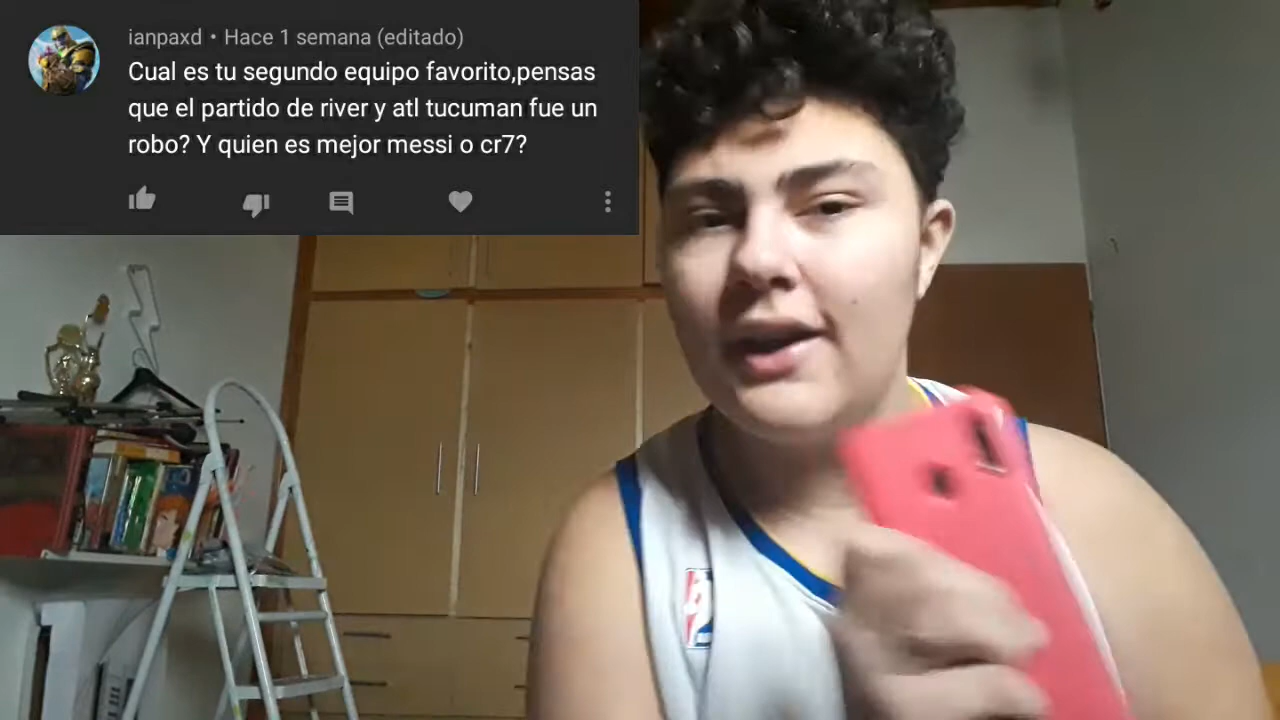 ianpaxd • Hace 1 semana (editado)
Cual es tu segundo equipo favorito,pensas
que el partido de river y atl tucuman fue un
robo? Y quien es mejor messi o cr7?